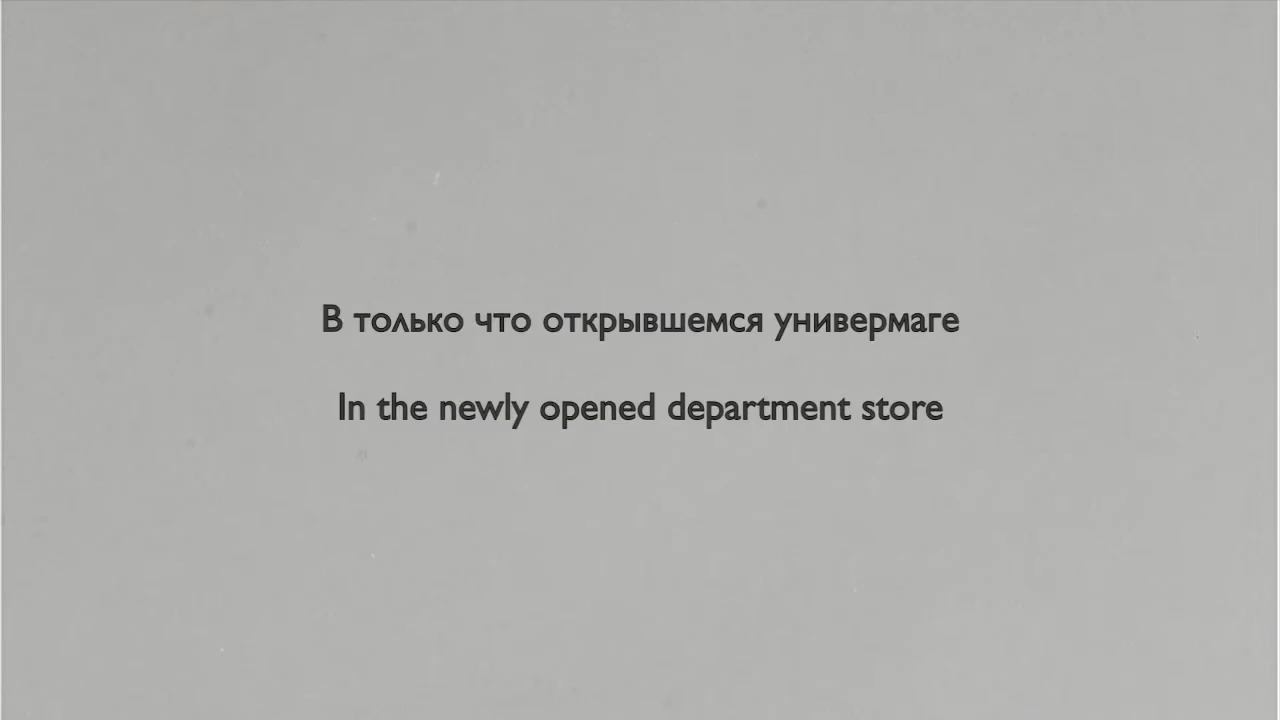 В только что открывшемся универмаге
In the newly opened department store